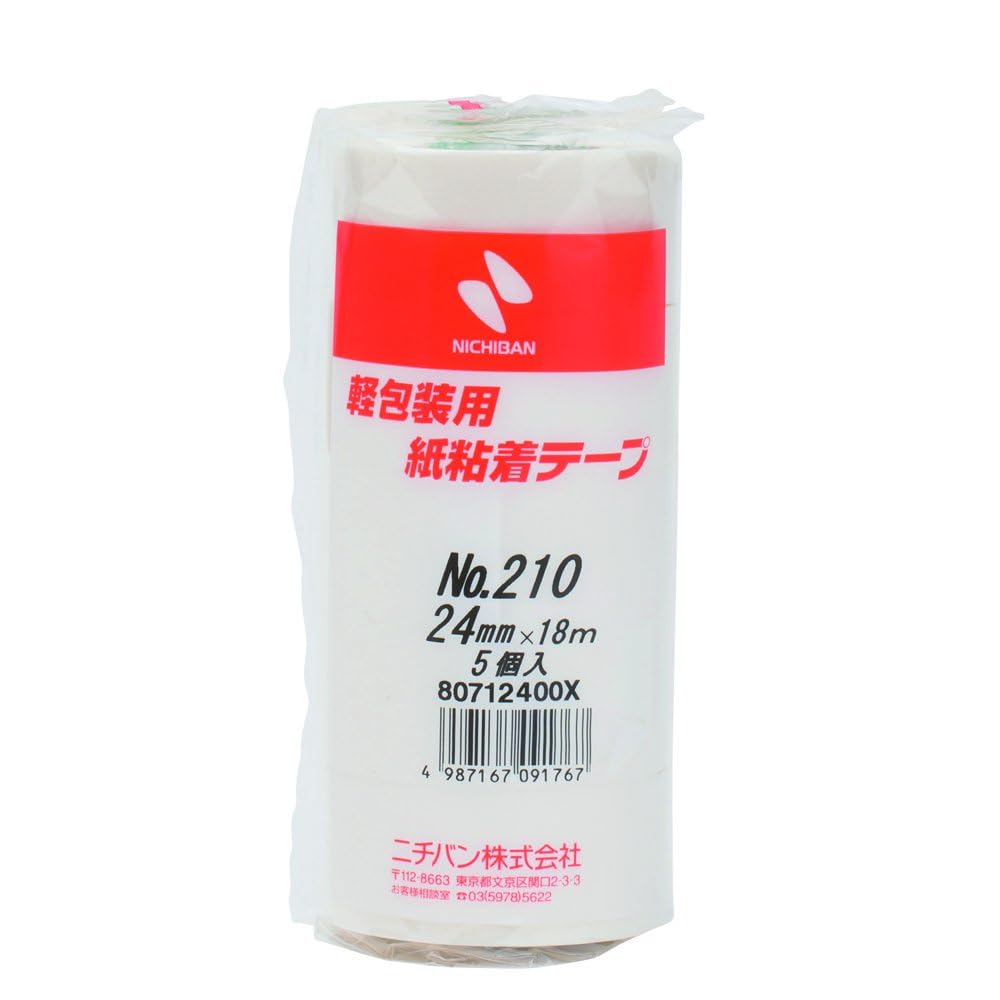 NICHIBAN
軽包装用
紙粘着テープ
No.210
24mm×18m
5個入
80712400X
4 987167 091767
ニチバン株式会社
〒112-8663 東京都文京区関口2-3-3
お客様相談室 ☎03(5978)5622